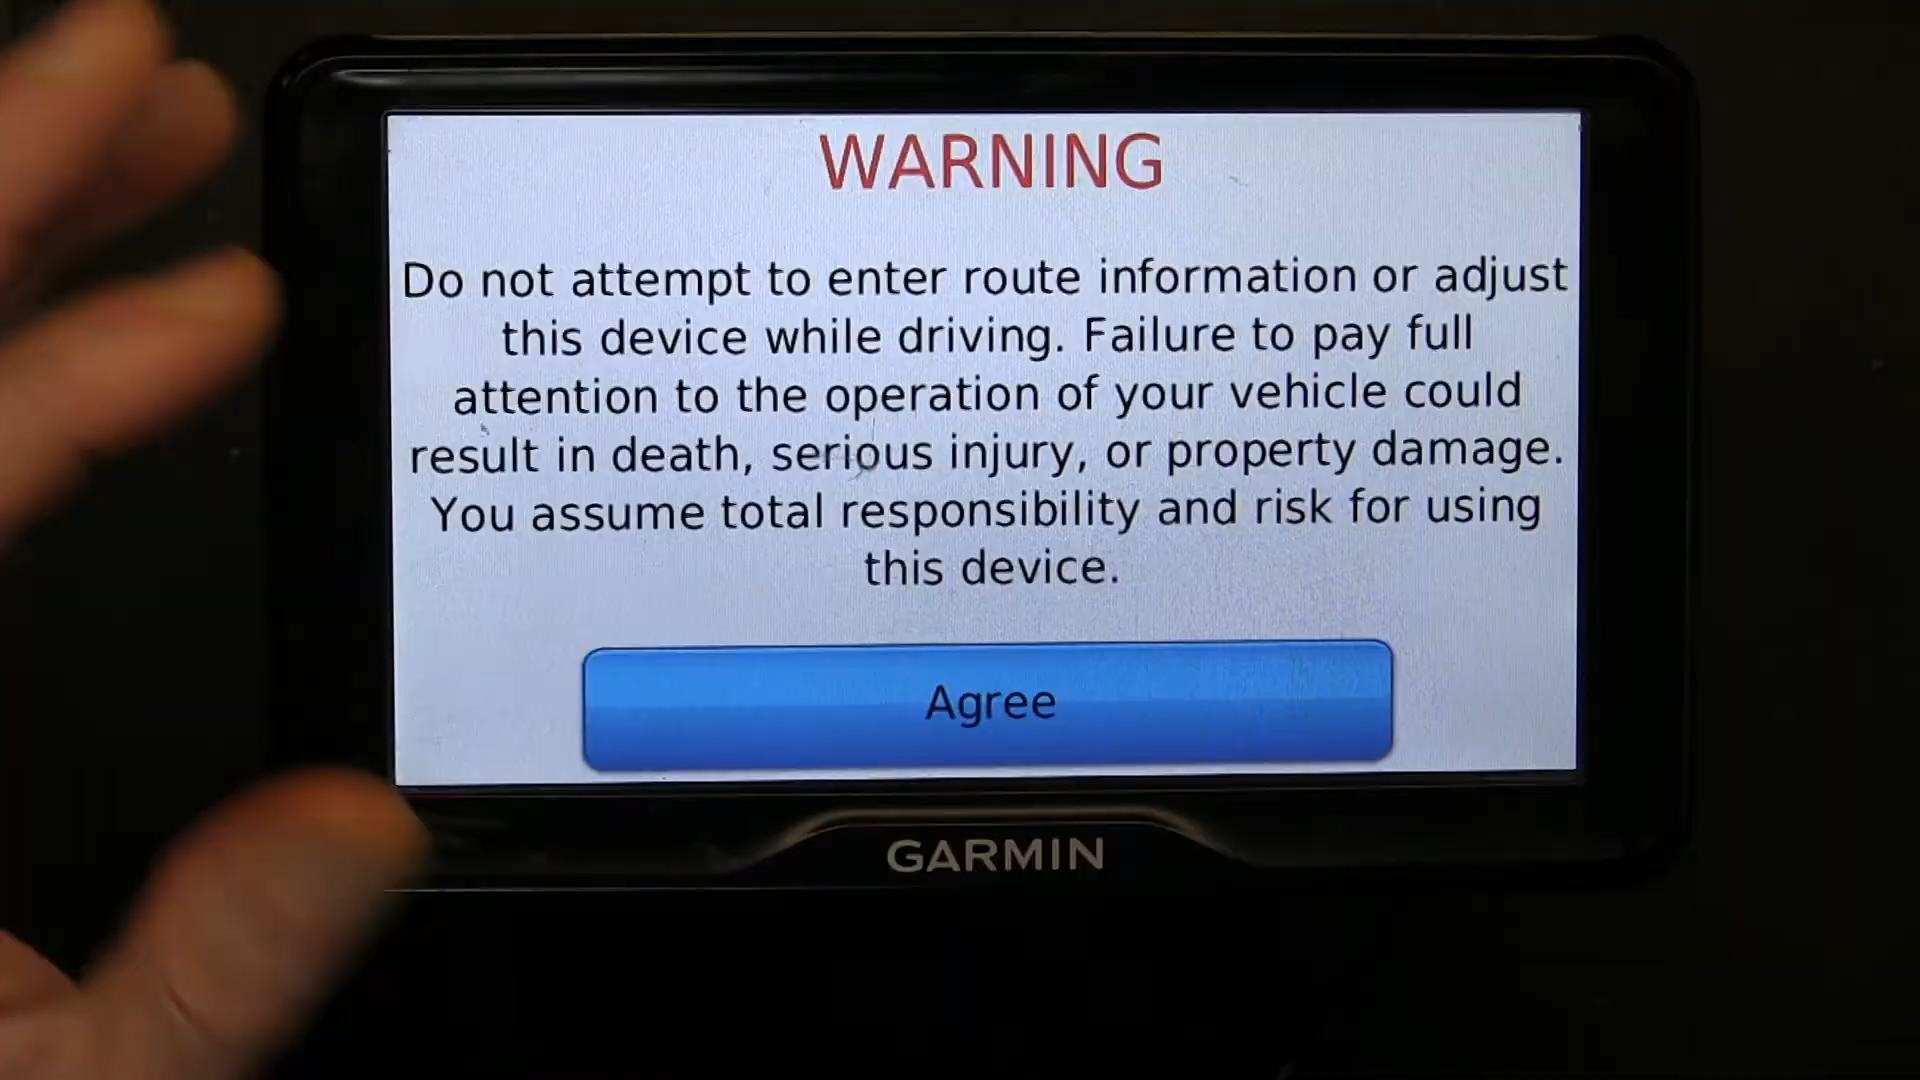 WARNING
Do not attempt to enter route information or adjust
this device while driving. Failure to pay full
attention to the operation of your vehicle could
result in death, serious injury, or property damage.
You assume total responsibility and risk for using
this device.
Agree
GARMIN